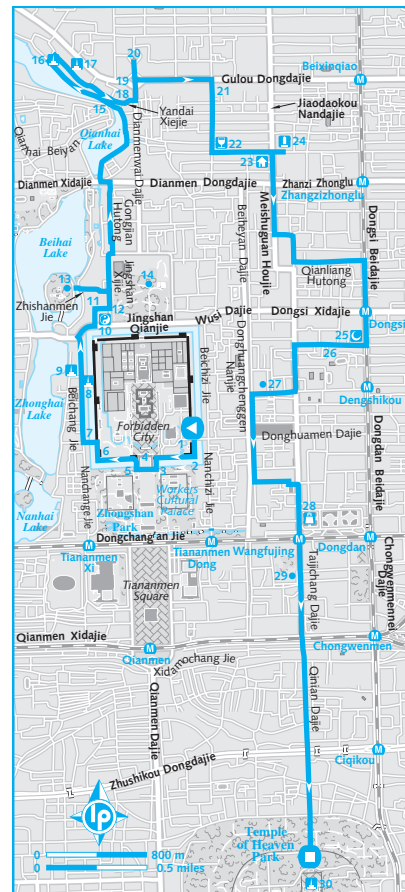 16
17
20
19
Gulou Dongdajie
Beixinqiao
M
18
21
15
Yandai
Xiejie
Jiaodaokou
Nandajie
Qianhai
Lake
Qianhai Beiyan
Dianmenwai Dajie
22
24
23
Dianmen Xidajie
Dianmen Dongdajie
Zhanzi Zhonglu
M
Zhangzizhonglu
Gongjian
Hutong
Beiheyan Dajie
Meishuguan Houjie
Dongsi Beidajie
Beihai
Lake
13
14
Jingshan
Xijie
Qianliang
Hutong
Zhishanmen
Jie
11
12
10
Jingshan
Qianjie
Wusi Dajie
Dongsi Xidajie
M
Dongsi
25
26
9
8
Beichang Jie
Beichizi Jie
Donghuangchenggen
Nanjie
27
M
Dengshikou
Zhonghai
Lake
Forbidden
City
7
6
5
4
3
1
2
Donghuamen Dajie
Nanchang Jie
Nanchizi Jie
Dongdan Beidajie
Nanhai
Lake
Zhongshan
Park
Workers
Cultural
Palace
28
Dongchang'an Jie
M
Tiananmen
Xi
M
Tiananmen
Dong
Wangfujing
M
Dongdan
M
Tiananmen
Square
29
Taijichang Dajie
Chongwenmennei
Dajie
Qianmen Xidajie
M
Qianmen
Xidamochang Jie
Chongwenmen
M
Qianmen Dajie
Qinian Dajie
Zhushikou Dongdajie
M
Ciqikou
lp
Temple
of Heaven
Park
0 800 m
0 0.5 miles
30